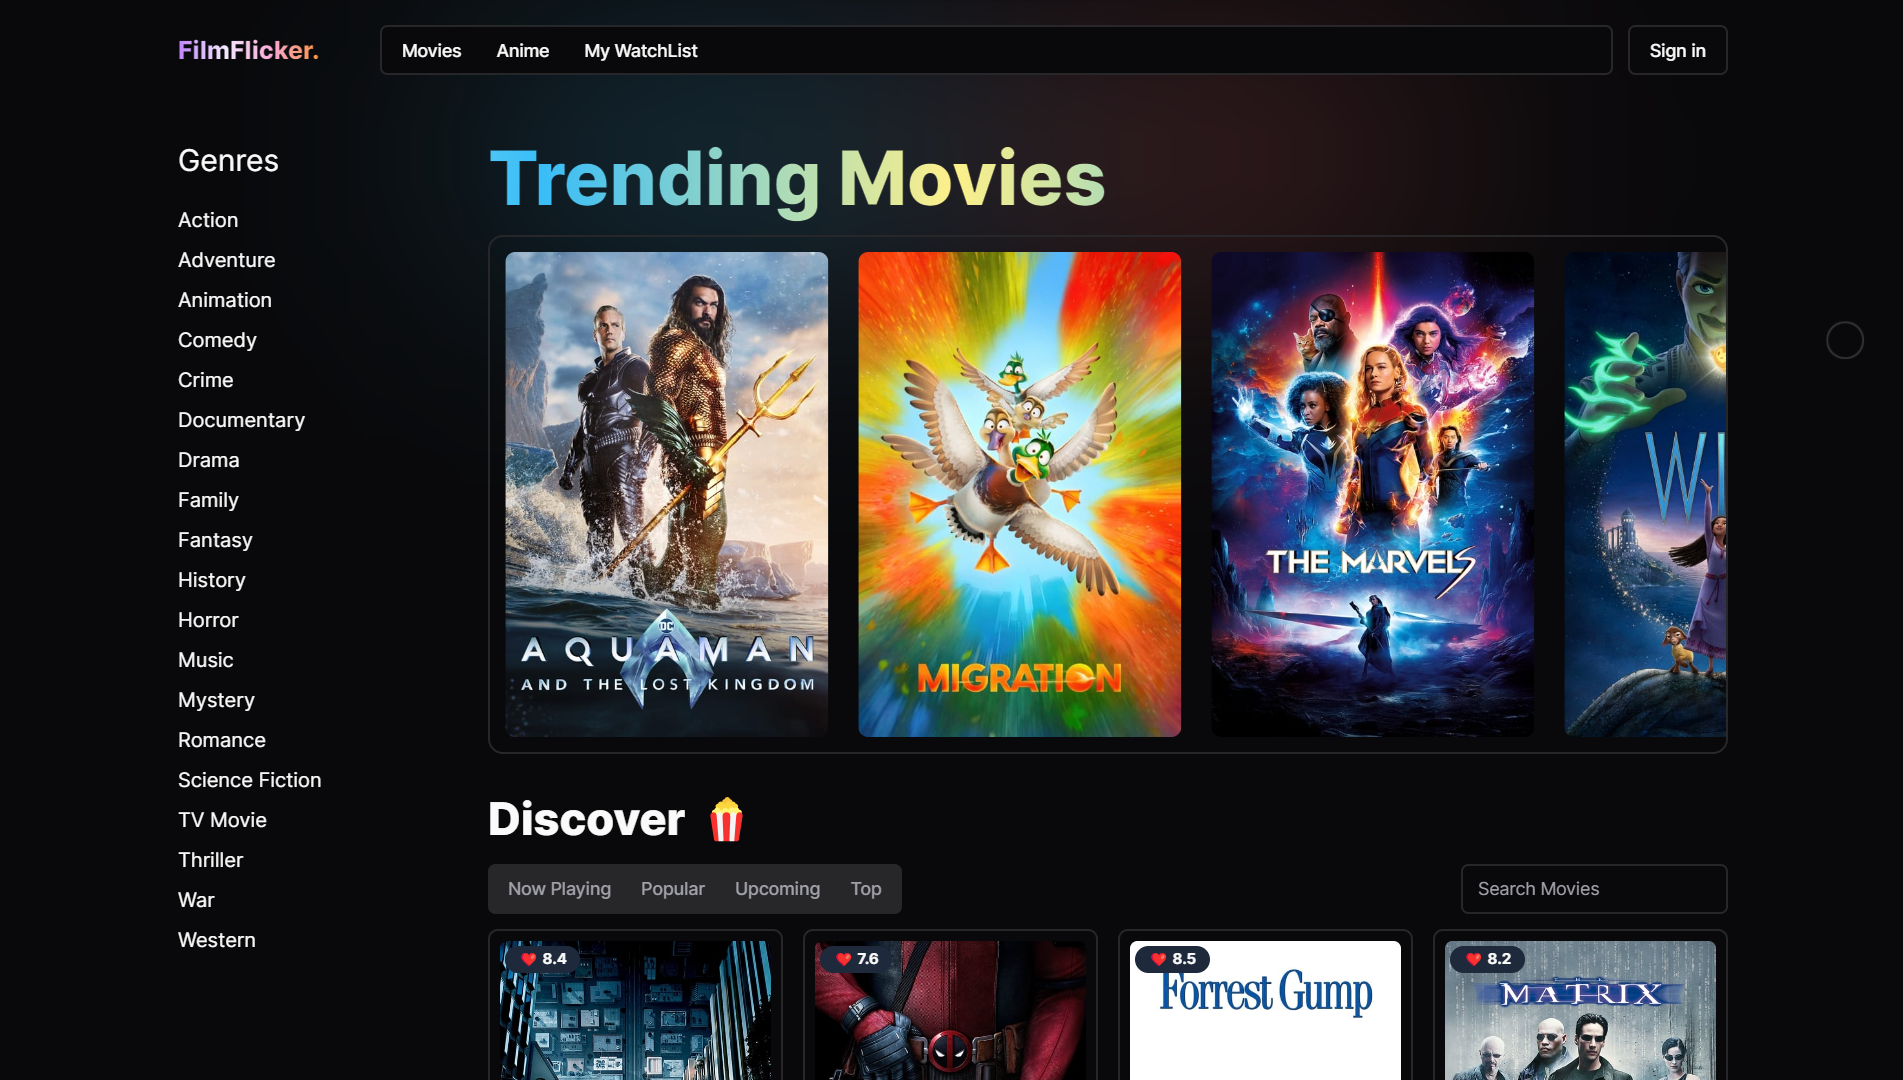 FilmFlicker.
Movies
Anime
My WatchList
Sign in
Genres
Action
Adventure
Animation
Comedy
Crime
Documentary
Drama
Family
Fantasy
History
Horror
Music
Mystery
Romance
Science Fiction
TV Movie
Thriller
War
Western
Trending Movies
DC
AQUAMAN
AND THE LOST KINGDOM
MIGRATION
THE MARVELS
WI
Discover
Now Playing
Popular
Upcoming
Top
Search Movies
8.4
7.6
8.5
Forrest Gump
8.2
THE
MATRIX